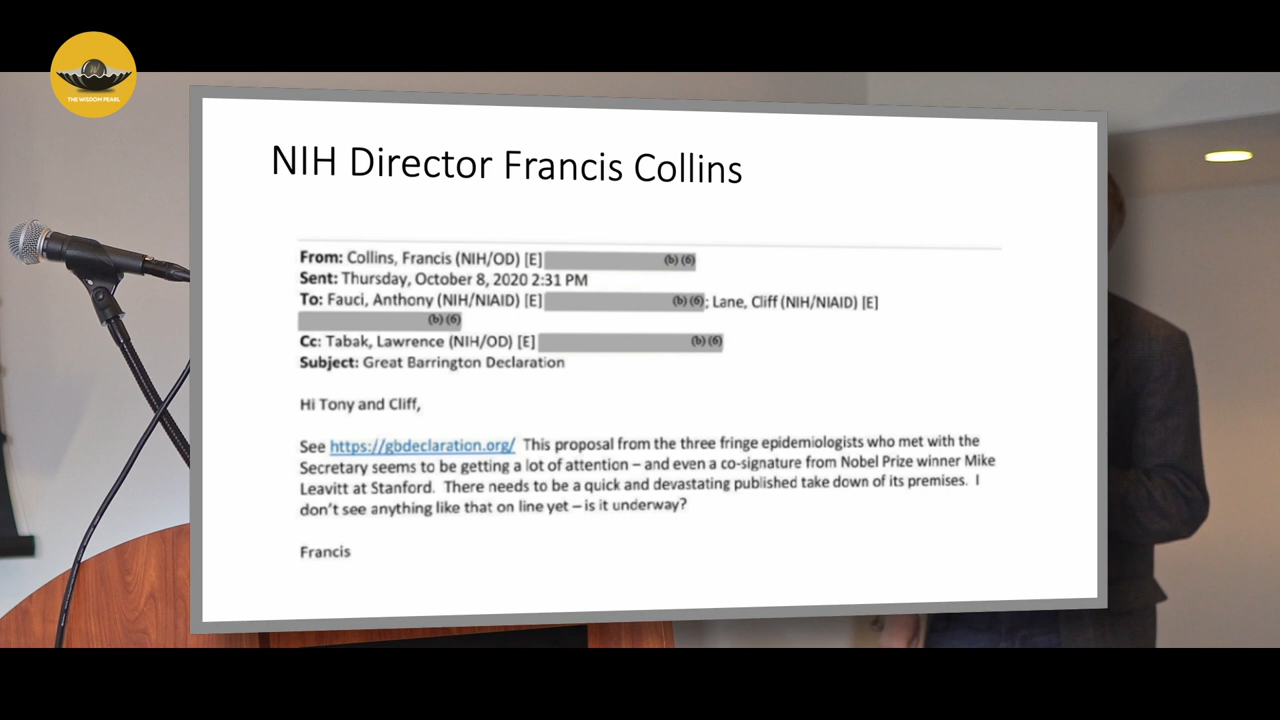 THE WISDOM PEARL
NIH Director Francis Collins
From: Collins, Francis (NIH/OD) [E] (b) (6)
Sent: Thursday, October 8, 2020 2:31 PM
To: Fauci, Anthony (NIH/NIAID) [E] (b) (6); Lane, Cliff (NIH/NIAID) [E]
(b) (6)
Cc: Tabak, Lawrence (NIH/OD) [E] (b) (6)
Subject: Great Barrington Declaration
Hi Tony and Cliff,
See https://gbdeclaration.org/ This proposal from the three fringe epidemiologists who met with the
Secretary seems to be getting a lot of attention – and even a co-signature from Nobel Prize winner Mike
Leavitt at Stanford. There needs to be a quick and devastating published take down of its premises. I
don't see anything like that on line yet – is it underway?
Francis